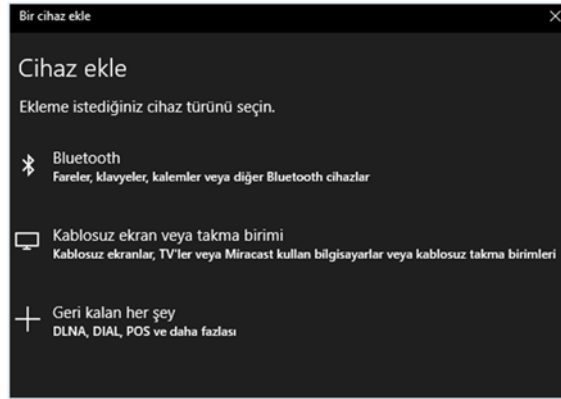 Bir cihaz ekle
Cihaz ekle
Ekleme istediğiniz cihaz türünü seçin.
Bluetooth
Fareler, klavyeler, kalemler veya diğer Bluetooth cihazlar
Kablosuz ekran veya takma birimi
Kablosuz ekranlar, TV'ler veya Miracast kullan bilgisayarlar veya kablosuz takma birimleri
Geri kalan her şey
DLNA, DIAL, POS ve daha fazlası